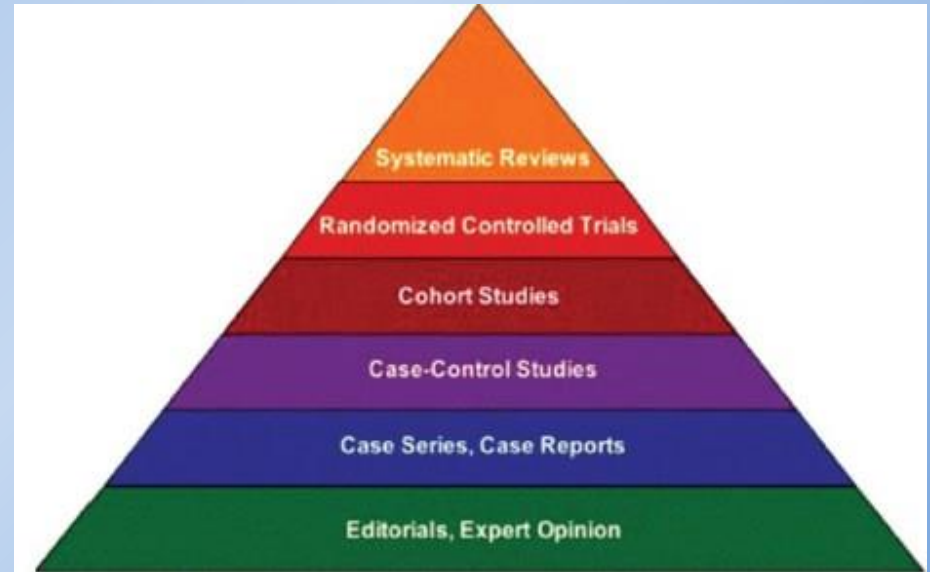 Systematic Reviews
Randomized Controlled Trials
Cohort Studies
Case-Control Studies
Case Series, Case Reports
Editorials, Expert Opinion